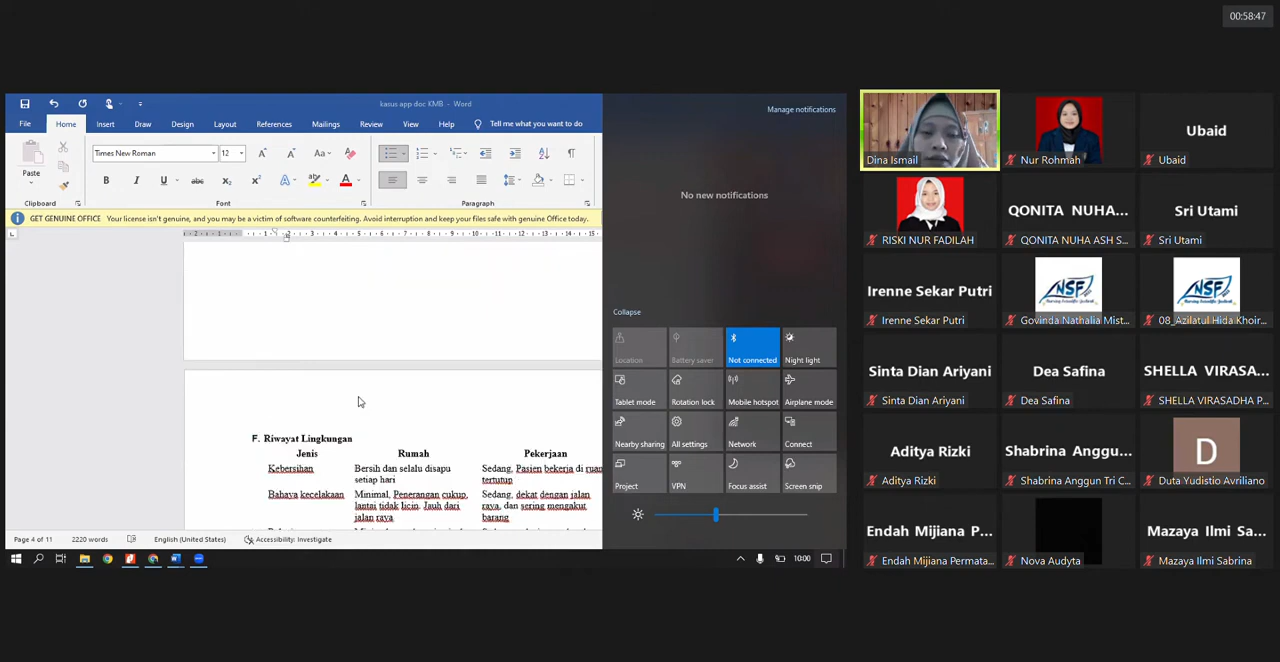 00:58:47
kasus app doc KMB - Word
File Home Insert Draw Design Layout References Mailings Review View Help Tell me what you want to do
Times New Roman 12
Paste
Clipboard Font Paragraph
GET GENUINE OFFICE Your license isn't genuine, and you may be a victim of software counterfeiting. Avoid interruption and keep your files safe with genuine Office today.
F. Riwayat Lingkungan
Jenis Rumah Pekerjaan
Kebersihan Bersih dan selalu disapu Sedang, Pasien bekerja di ruan
setiap hari tertutup
Bahaya kecelakaan Minimal, Penerangan cukup, Sedang, dekat dengan jalan
lantai tidak licin. Jauh dari raya, dan sering mengakut
jalan raya barang
Page 4 of 11 2220 words English (United States) Accessibility: Investigate
10:00
Manage notifications
No new notifications
Collapse
Location Battery saver Not connected Night light
Tablet mode Rotation lock Mobile hotspot Airplane mode
Nearby sharing All settings Network Connect
Project VPN Focus assist Screen snip
Dina Ismail
Nur Rohmah
Ubaid
Ubaid
RISKI NUR FADILAH
QONITA NUHA...
QONITA NUHA ASH S...
Sri Utami
Sri Utami
Irenne Sekar Putri
Irenne Sekar Putri
NSF
Govinda Nathalia Mist...
NSF
08_Azilatul Hida Khoir...
Sinta Dian Ariyani
Sinta Dian Ariyani
Dea Safina
Dea Safina
SHELLA VIRASA...
SHELLA VIRASADHA P...
Aditya Rizki
Aditya Rizki
Shabrina Anggu...
Shabrina Anggun Tri C...
D
Duta Yudistio Avriliano
Endah Mijiana P...
Endah Mijiana Permata...
Nova Audyta
Mazaya Ilmi Sa...
Mazaya Ilmi Sabrina